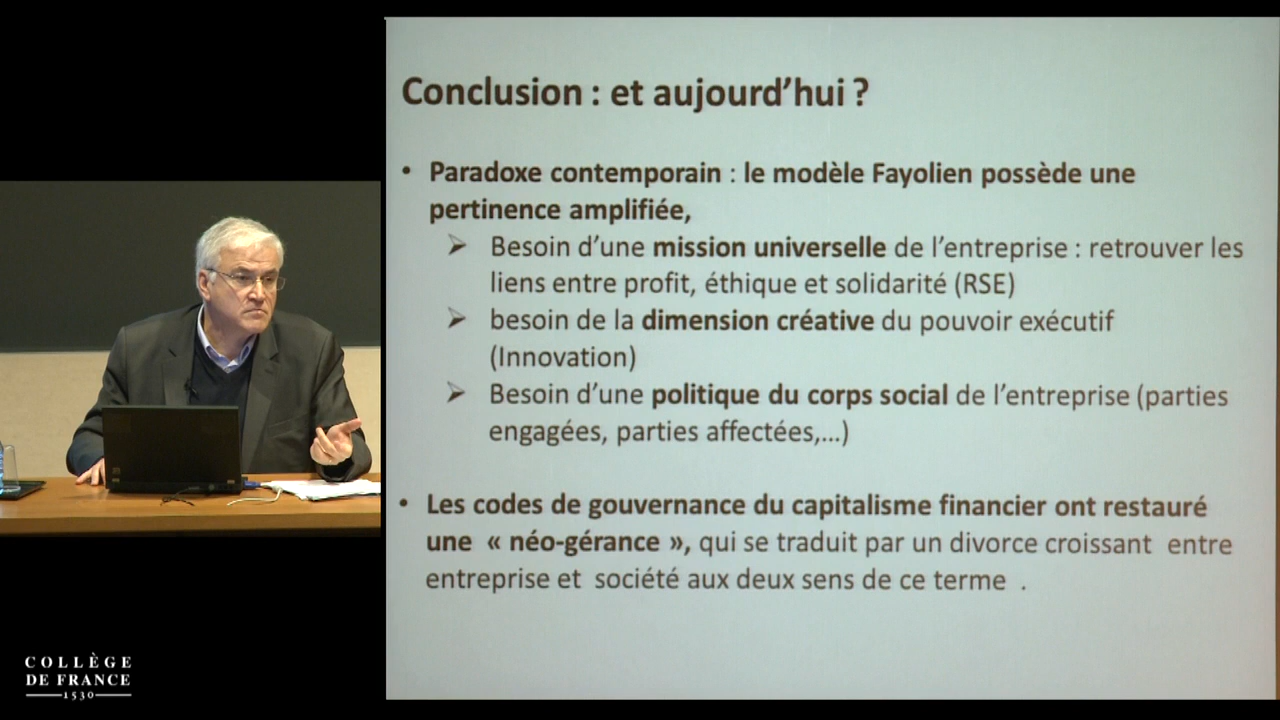 Conclusion : et aujourd'hui ?
• Paradoxe contemporain : le modèle Fayolien possède une
pertinence amplifiée,
➢ Besoin d'une mission universelle de l'entreprise : retrouver les
liens entre profit, éthique et solidarité (RSE)
➢ besoin de la dimension créative du pouvoir exécutif
(Innovation)
➢ Besoin d'une politique du corps social de l'entreprise (parties
engagées, parties affectées,...)
• Les codes de gouvernance du capitalisme financier ont restauré
une « néo-gérance », qui se traduit par un divorce croissant entre
entreprise et société aux deux sens de ce terme .
COLLÈGE
DE FRANCE
1530